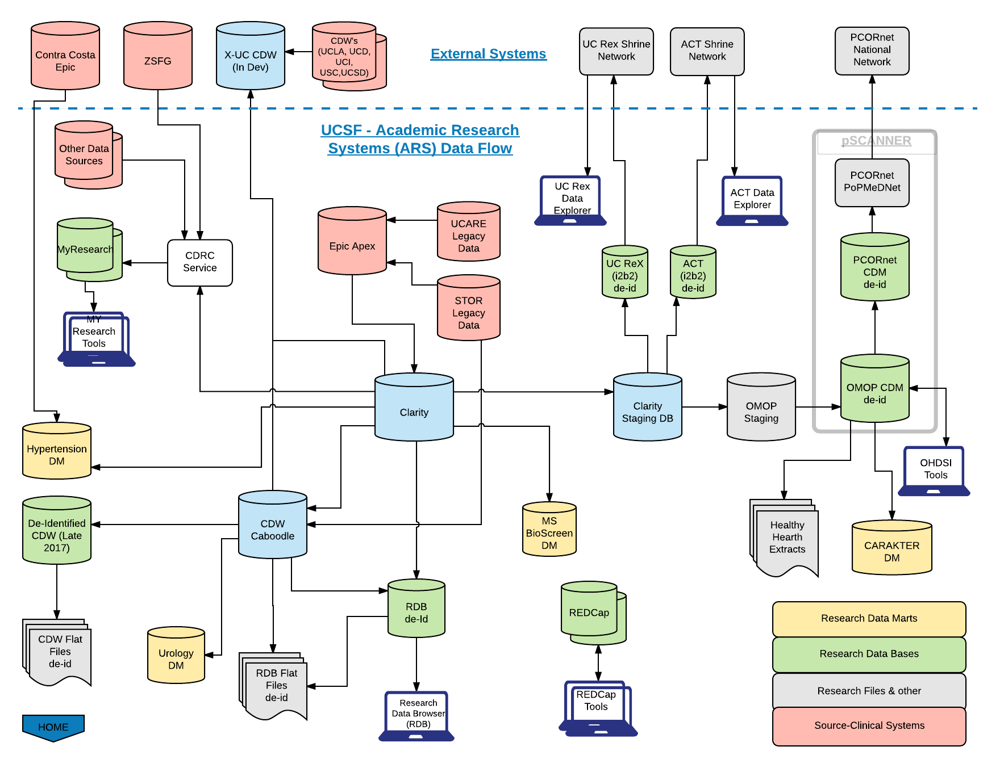 Contra Costa
Epic
ZSFG
X-UC CDW
(In Dev)
CDW's
(UCLA, UCD,
UCI,
USC,UCSD)
External Systems
UC Rex Shrine
Network
ACT Shrine
Network
PCORnet
National
Network
UCSF - Academic Research
Systems (ARS) Data Flow
pSCANNER
Other Data
Sources
UC Rex
Data
Explorer
ACT Data
Explorer
PCORnet
PoPMeDNet
MyResearch
CDRC
Service
Epic Apex
UCARE
Legacy
Data
UC ReX
(i2b2)
de-id
ACT
(i2b2)
de-id
PCORnet
CDM
de-id
MY
Research
Tools
STOR
Legacy
Data
Clarity
Clarity
Staging DB
OMOP
Staging
OMOP CDM
de-id
Hypertension
DM
OHDSI
Tools
De-Identified
CDW (Late
2017)
CDW
Caboodle
MS
BioScreen
DM
Healthy
Hearth
Extracts
CARAKTER
DM
RDB
de-Id
REDCap
CDW Flat
Files
de-id
Urology
DM
RDB Flat
Files
de-id
Research
Data Browser
(RDB)
REDCap
Tools
Research Data Marts
Research Data Bases
Research Files & other
Source-Clinical Systems
HOME